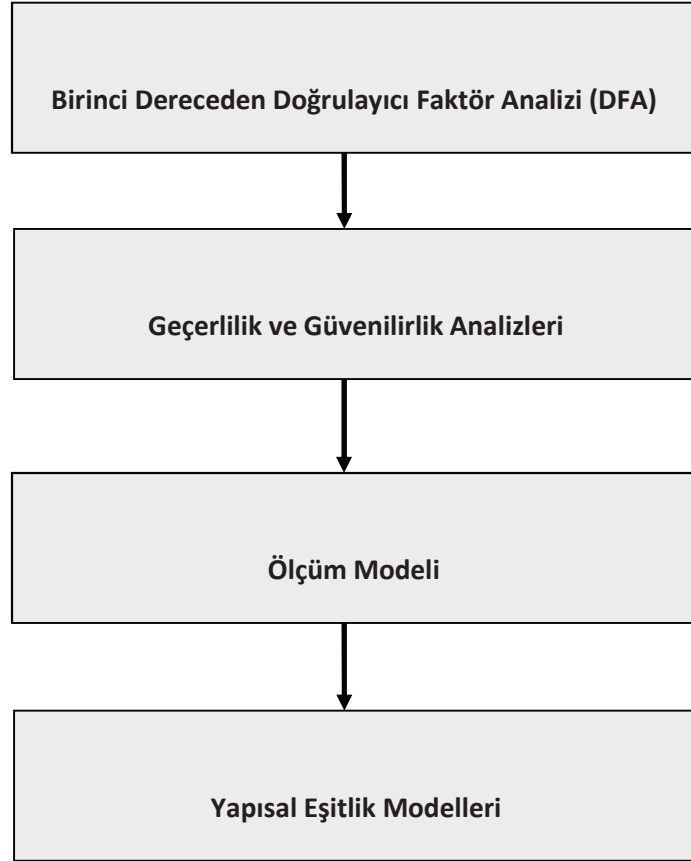 Birinci Dereceden Doğrulayıcı Faktör Analizi (DFA)
Geçerlilik ve Güvenilirlik Analizleri
Ölçüm Modeli
Yapısal Eşitlik Modelleri